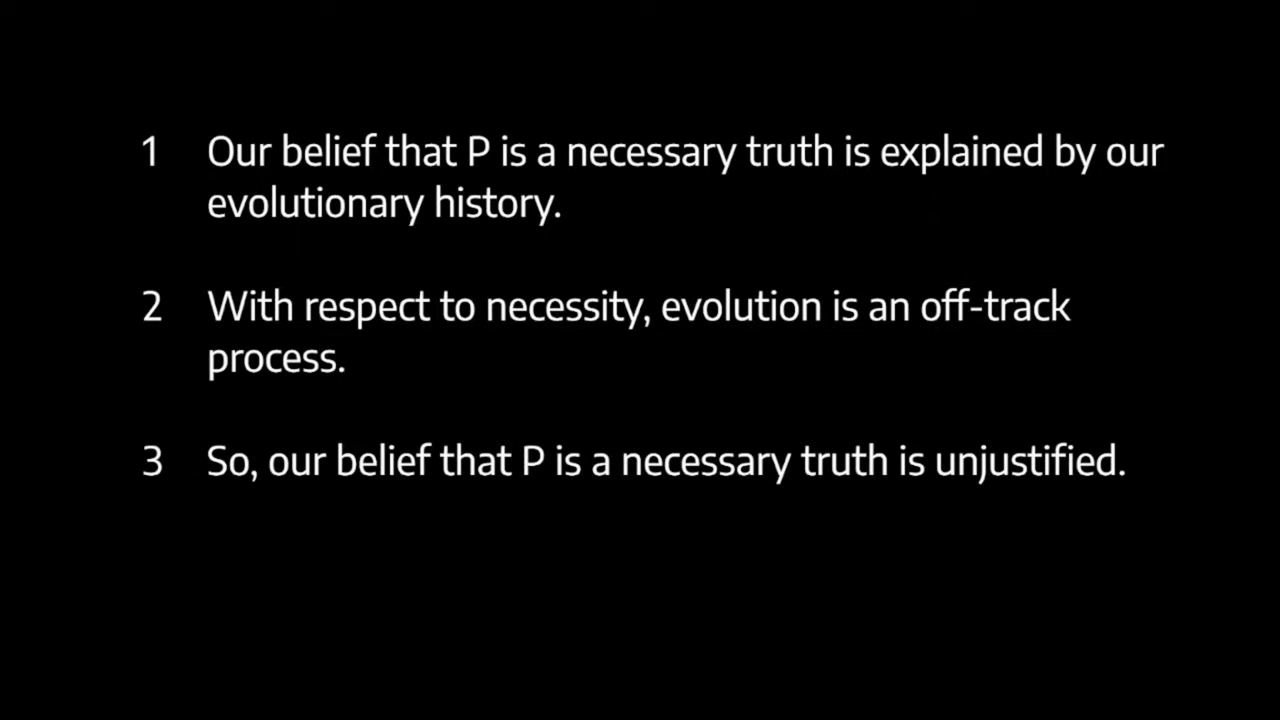 1 Our belief that P is a necessary truth is explained by our
evolutionary history.
2 With respect to necessity, evolution is an off-track
process.
3 So, our belief that P is a necessary truth is unjustified.